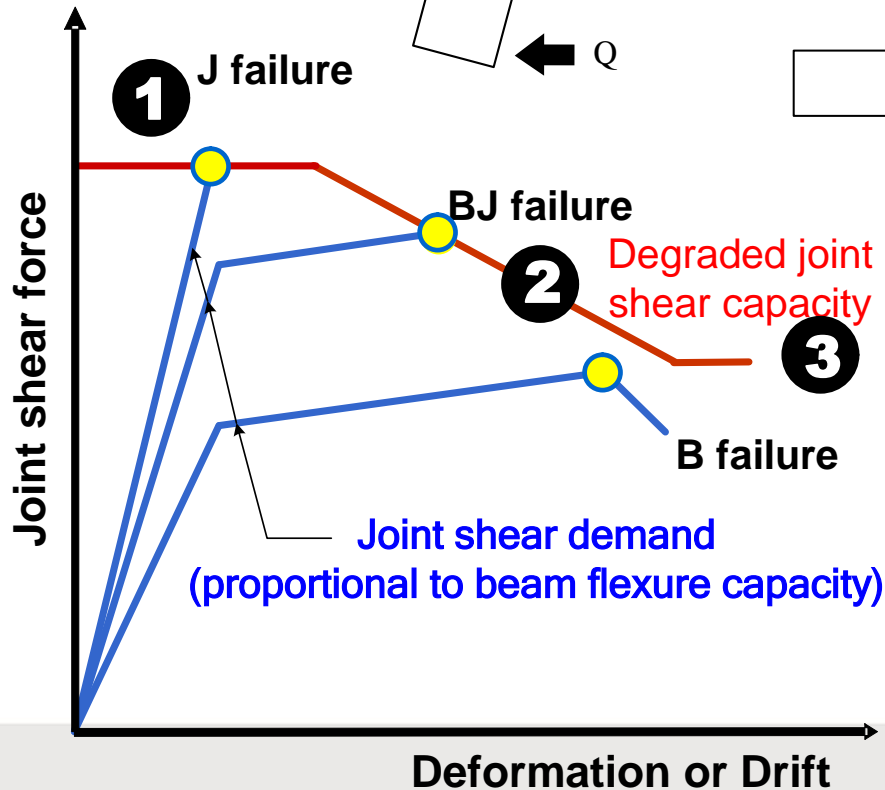 Q
1
J failure
BJ failure
2
Degraded joint
shear capacity
3
B failure
Joint shear demand
(proportional to beam flexure capacity)
Joint shear force
Deformation or Drift